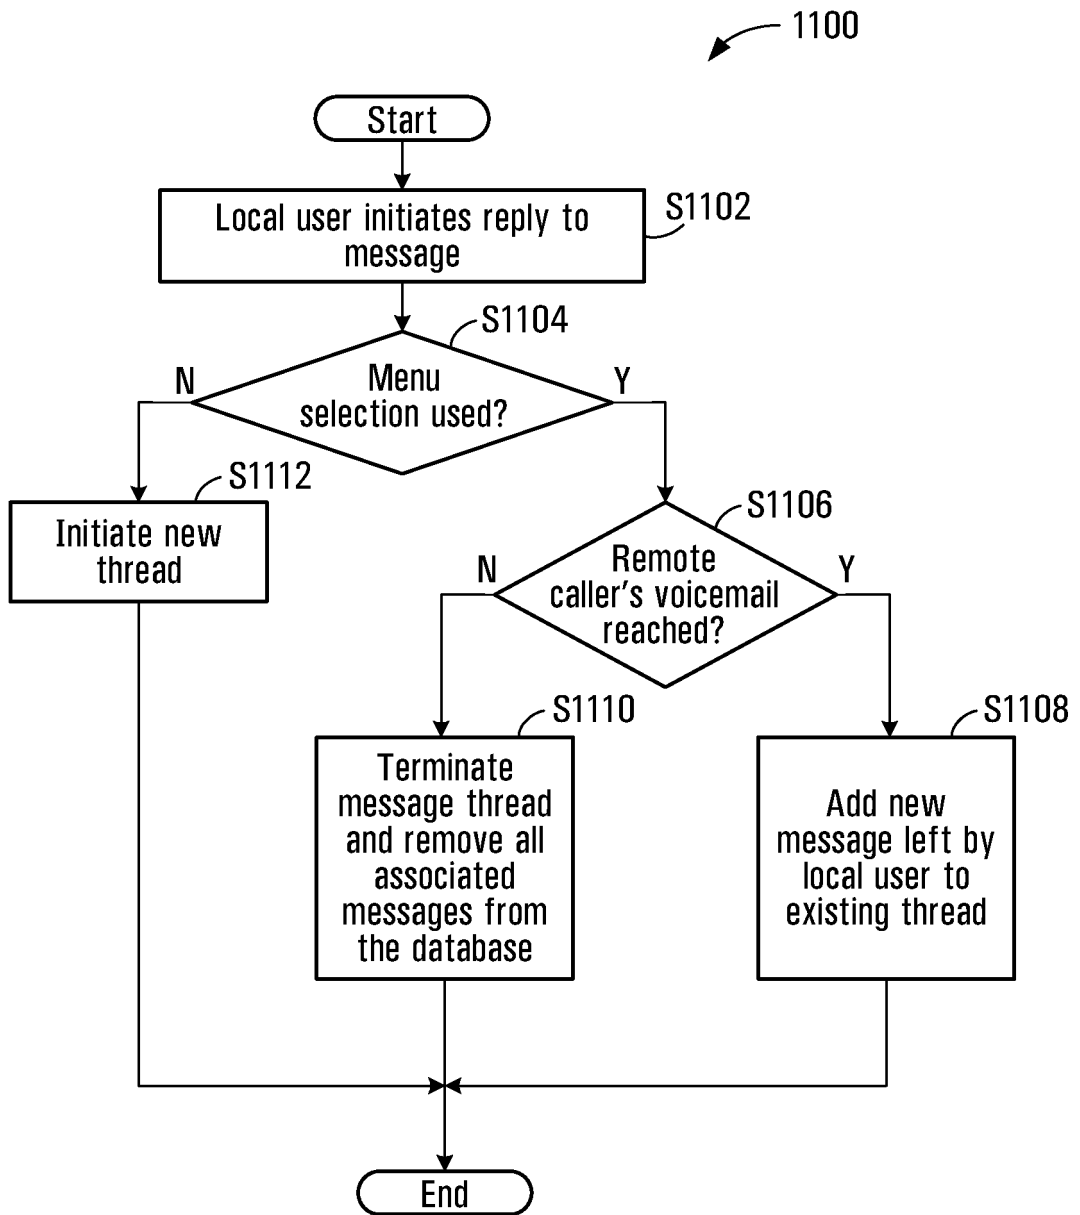 1100
Start
Local user initiates reply to
message
S1102
S1104
N
Menu
selection used?
Y
S1112
Initiate new
thread
S1106
N
Remote
caller's voicemail
reached?
Y
S1110
Terminate
message thread
and remove all
associated
messages from
the database
S1108
Add new
message left by
local user to
existing thread
End